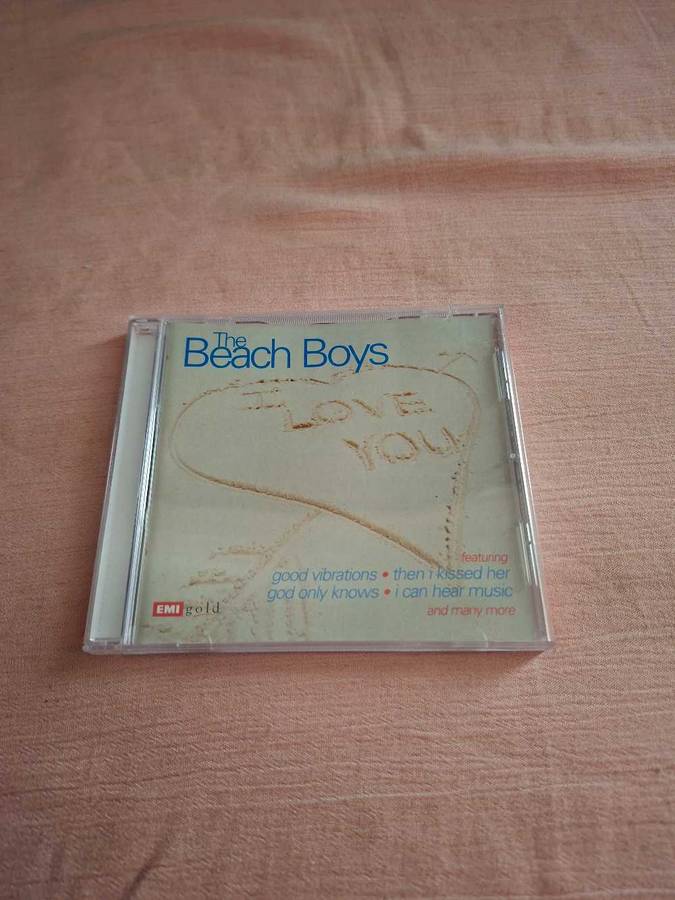 The
Beach Boys
I
LOVE
YOU
featuring
good vibrations • then i kissed her
god only knows • i can hear music
and many more
EMI gold